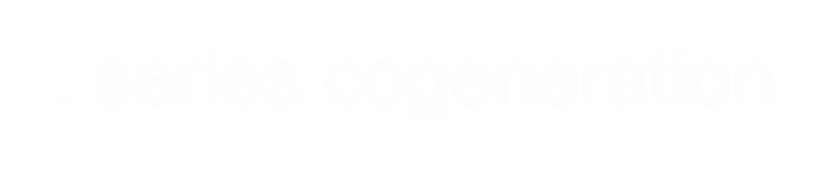 . series cogeneration